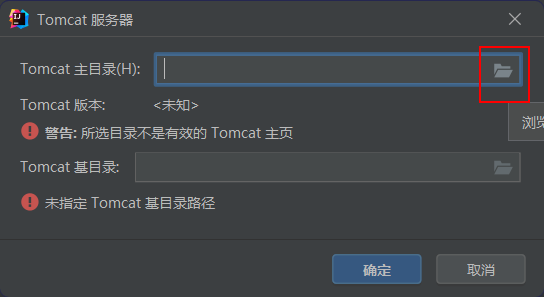 Tomcat 服务器
Tomcat 主目录(H):
Tomcat 版本: <未知>
警告: 所选目录不是有效的 Tomcat 主页
浏览
Tomcat 基目录:
未指定 Tomcat 基目录路径
确定 取消